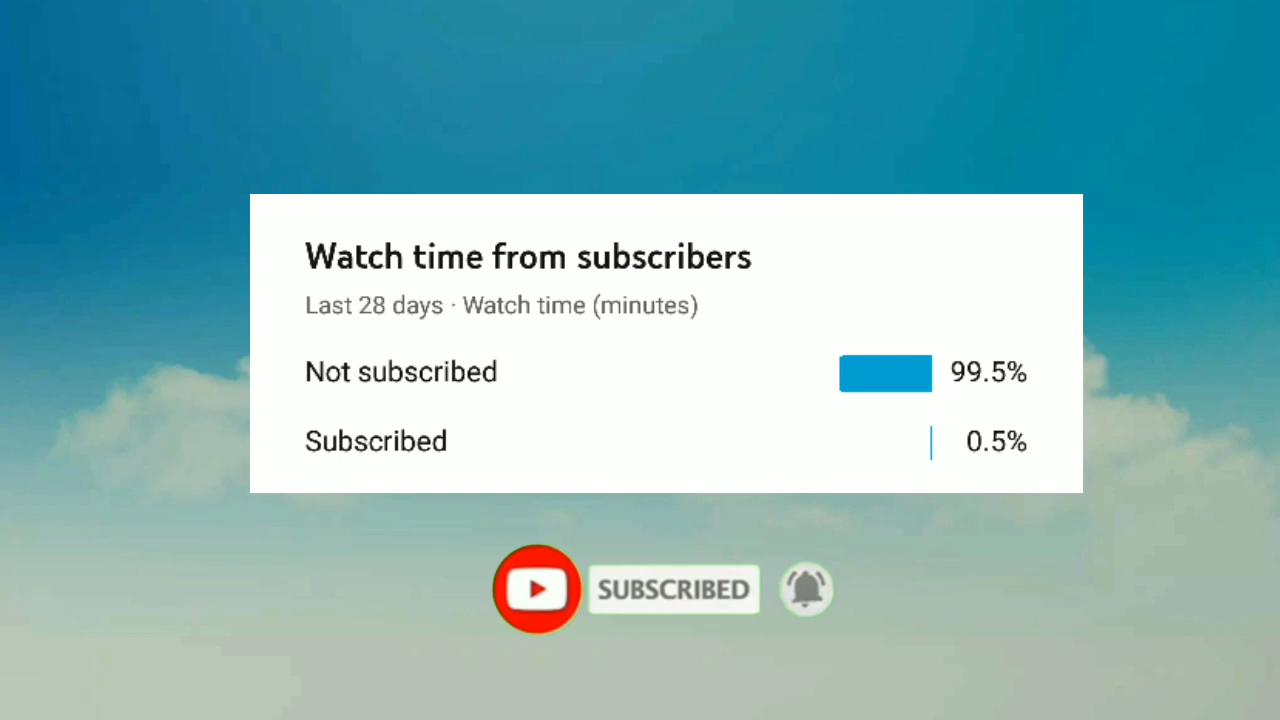 Watch time from subscribers
Last 28 days · Watch time (minutes)
Not subscribed 99.5%
Subscribed 0.5%
SUBSCRIBED